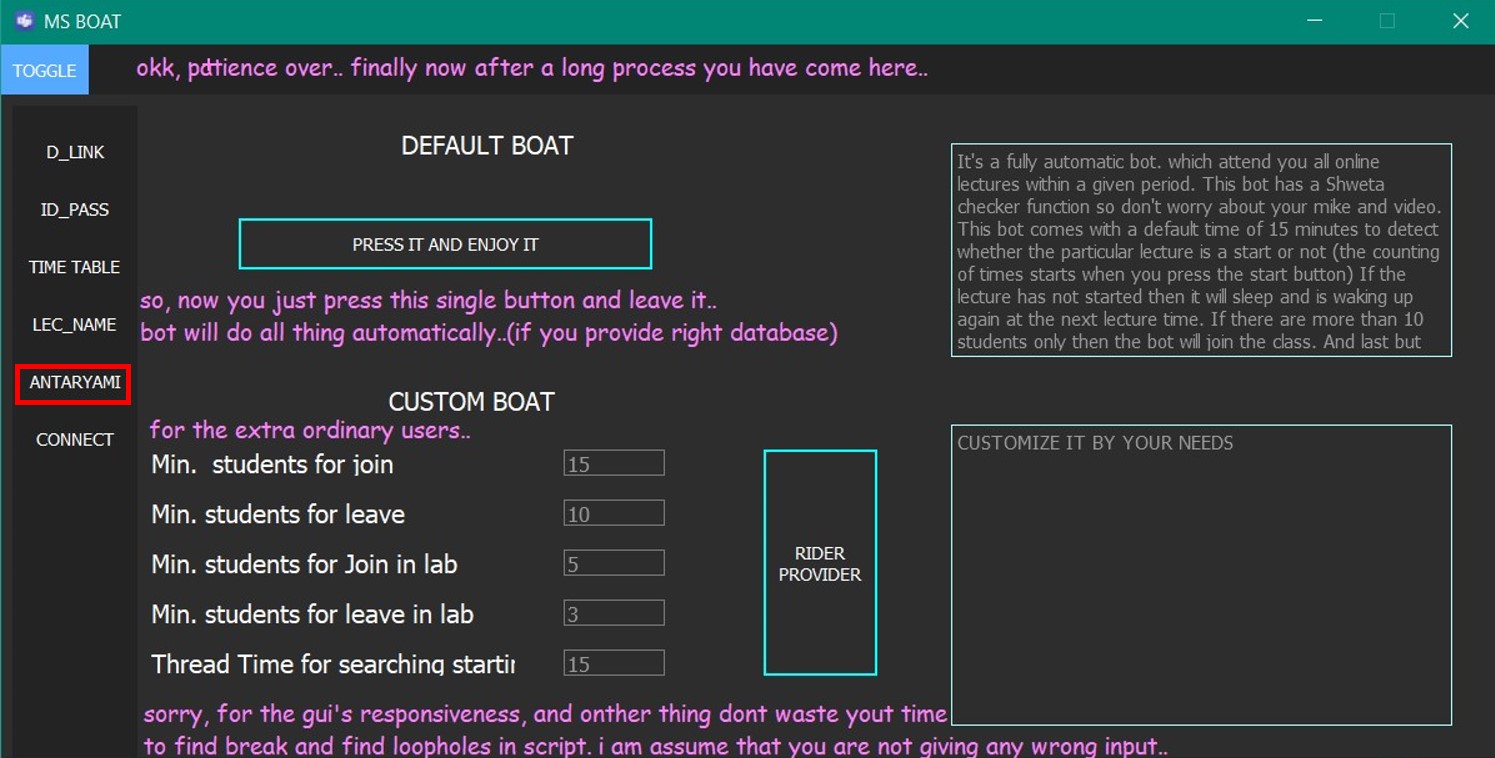 MS BOAT
TOGGLE
okk, patience over.. finally now after a long process you have come here..
D_LINK
ID_PASS
TIME TABLE
LEC_NAME
ANTARYAMI
CONNECT
DEFAULT BOAT
PRESS IT AND ENJOY IT
so, now you just press this single button and leave it..
bot will do all thing automatically..(if you provide right database)
It's a fully automatic bot. which attend you all online
lectures within a given period. This bot has a Shweta
checker function so don't worry about your mike and video.
This bot comes with a default time of 15 minutes to detect
whether the particular lecture is a start or not (the counting
of times starts when you press the start button) If the
lecture has not started then it will sleep and is waking up
again at the next lecture time. If there are more than 10
students only then the bot will join the class. And last but
CUSTOM BOAT
for the extra ordinary users..
Min.  students for join 15
Min. students for leave 10
Min. students for Join in lab 5
Min. students for leave in lab 3
Thread Time for searching startin 15
RIDER
PROVIDER
CUSTOMIZE IT BY YOUR NEEDS
sorry, for the gui's responsiveness, and onther thing dont waste yout time
to find break and find loopholes in script. i am assume that you are not giving any wrong input..